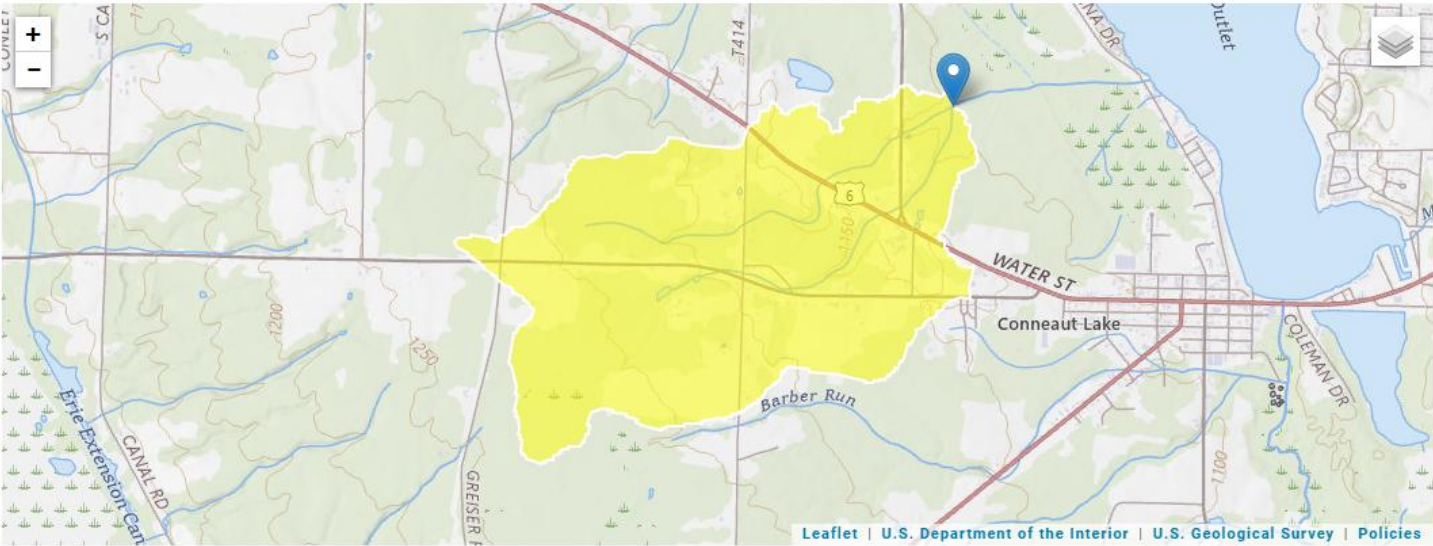 +
−
CONLEY
S CA
T414
NA DR
Outlet
6
1150
WATER ST
Conneaut Lake
COLEMAN DR
1200
1250
Barber Run
Erie Extension Can
CANAL RD
GREISER R
1100
Leaflet | U.S. Department of the Interior | U.S. Geological Survey | Policies